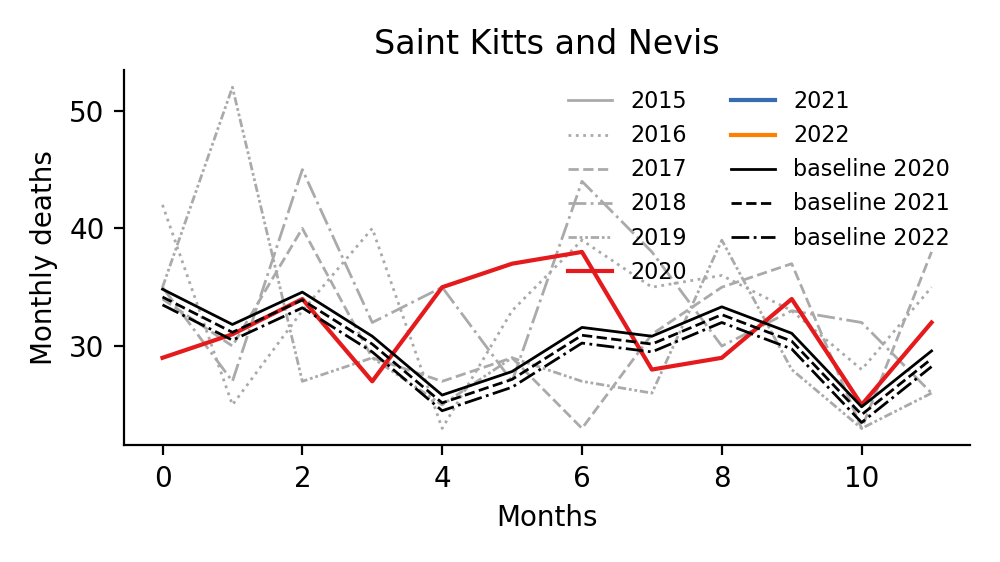 Saint Kitts and Nevis
Monthly deaths
50
40
30
2015
2016
2017
2018
2019
2020
2021
2022
baseline 2020
baseline 2021
baseline 2022
0 2 4 6 8 10
Months